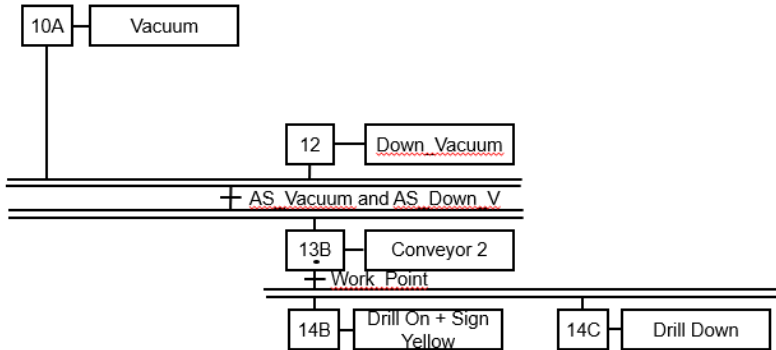 10A
Vacuum
12
Down_Vacuum
AS_Vacuum and AS_Down_V
13B
Conveyor 2
Work_Point
14B
Drill On + Sign
Yellow
14C
Drill Down